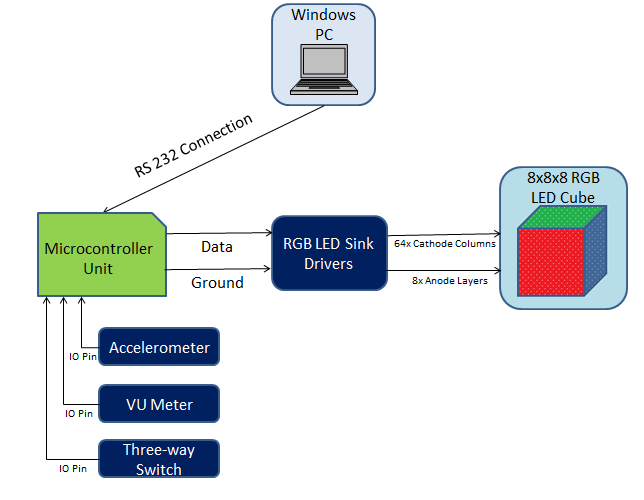 Windows
PC
RS 232 Connection
8x8x8 RGB
LED Cube
Microcontroller
Unit
Data
Ground
RGB LED Sink
Drivers
64x Cathode Columns
8x Anode Layers
IO Pin
Accelerometer
IO Pin
VU Meter
IO Pin
Three-way
Switch